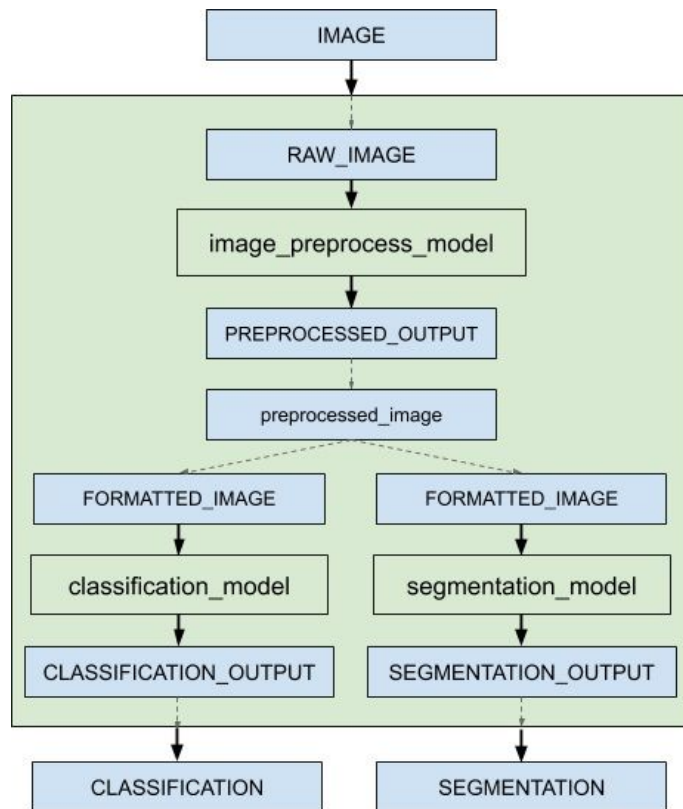 IMAGE
RAW_IMAGE
image_preprocess_model
PREPROCESSED_OUTPUT
preprocessed_image
FORMATTED_IMAGE
FORMATTED_IMAGE
classification_model
segmentation_model
CLASSIFICATION_OUTPUT
SEGMENTATION_OUTPUT
CLASSIFICATION
SEGMENTATION